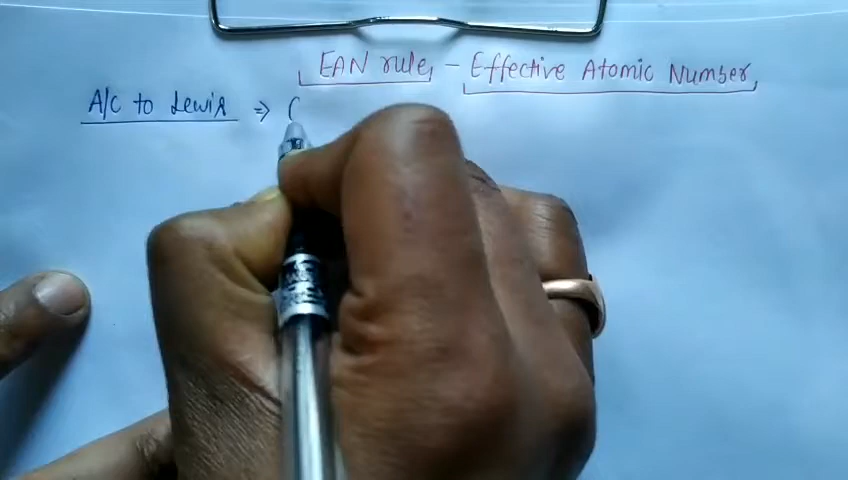 EAN rule - Effective Atomic Number
A/C to Lewis ⇒ C